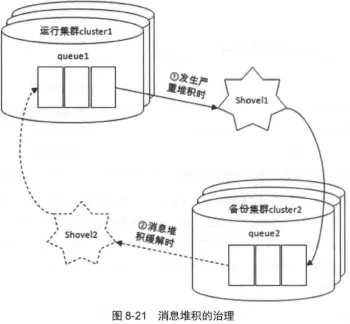 运行集群cluster1
queue1
①发生严
重堆积时
Shovel1
备份集群cluster2
②消息堆
积缓解时
Shovel2
queue2
图 8-21 消息堆积的治理